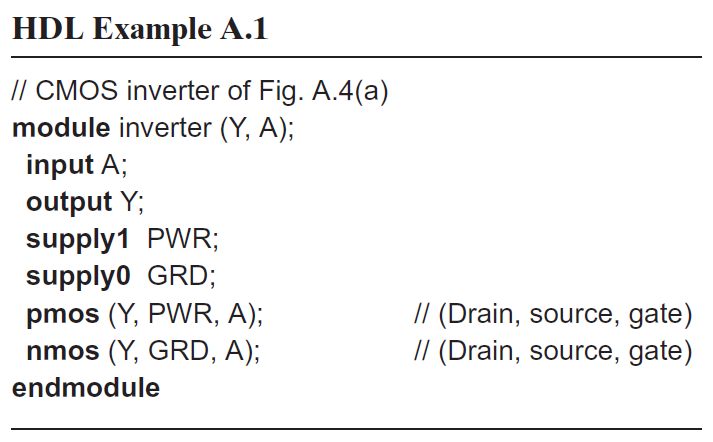 HDL Example A.1
// CMOS inverter of Fig. A.4(a)
module inverter (Y, A);
input A;
output Y;
supply1 PWR;
supply0 GRD;
pmos (Y, PWR, A); // (Drain, source, gate)
nmos (Y, GRD, A); // (Drain, source, gate)
endmodule